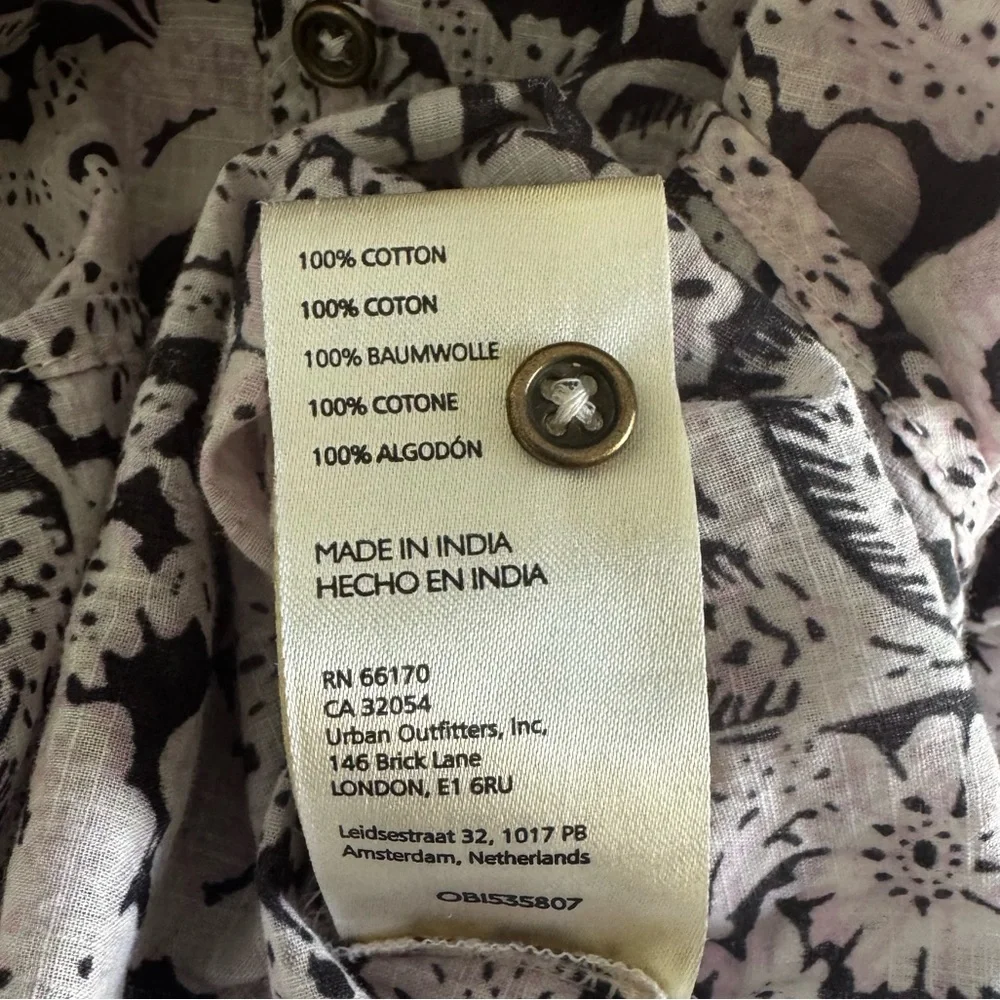 100% COTTON
100% COTON
100% BAUMWOLLE
100% COTONE
100% ALGODÓN
MADE IN INDIA
HECHO EN INDIA
RN 66170
CA 32054
Urban Outfitters, Inc,
146 Brick Lane
LONDON, E1 6RU
Leidsestraat 32, 1017 PB
Amsterdam, Netherlands
OB1535807